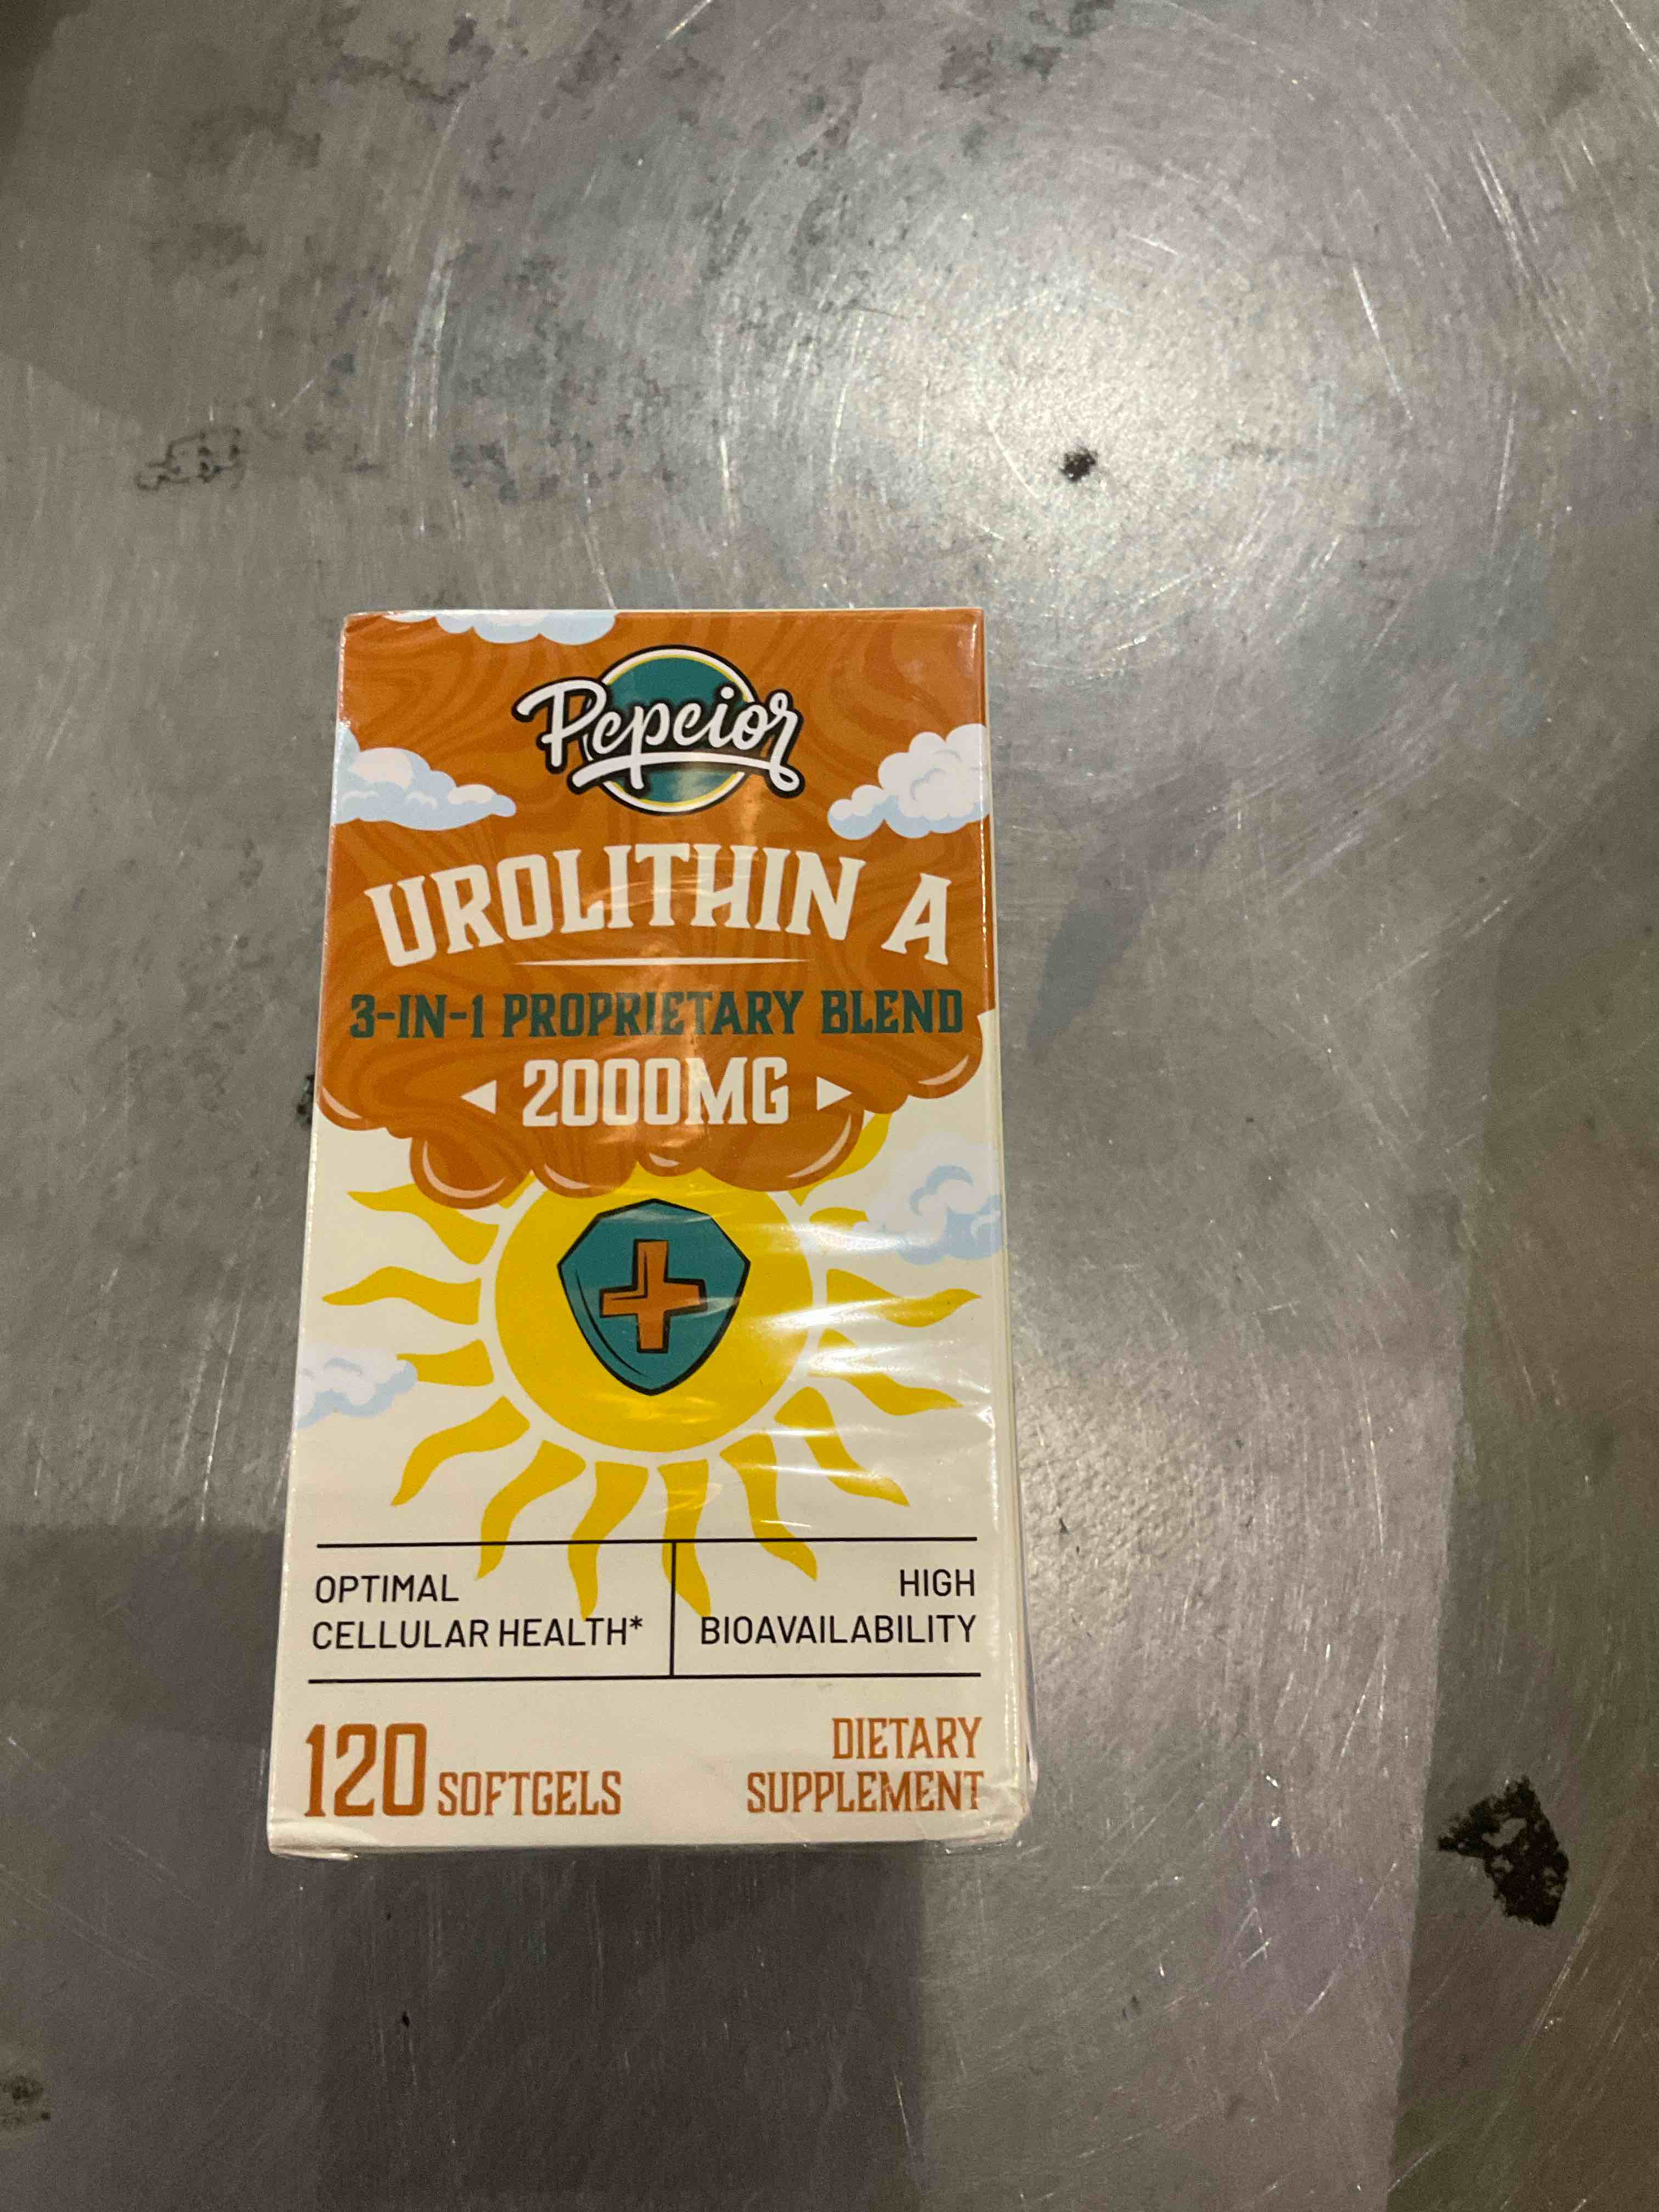 Pepeior
UROLITHIN A
3-IN-1 PROPRIETARY BLEND
2000MG
OPTIMAL
CELLULAR HEALTH*
HIGH
BIOAVAILABILITY
120 SOFTGELS
DIETARY
SUPPLEMENT